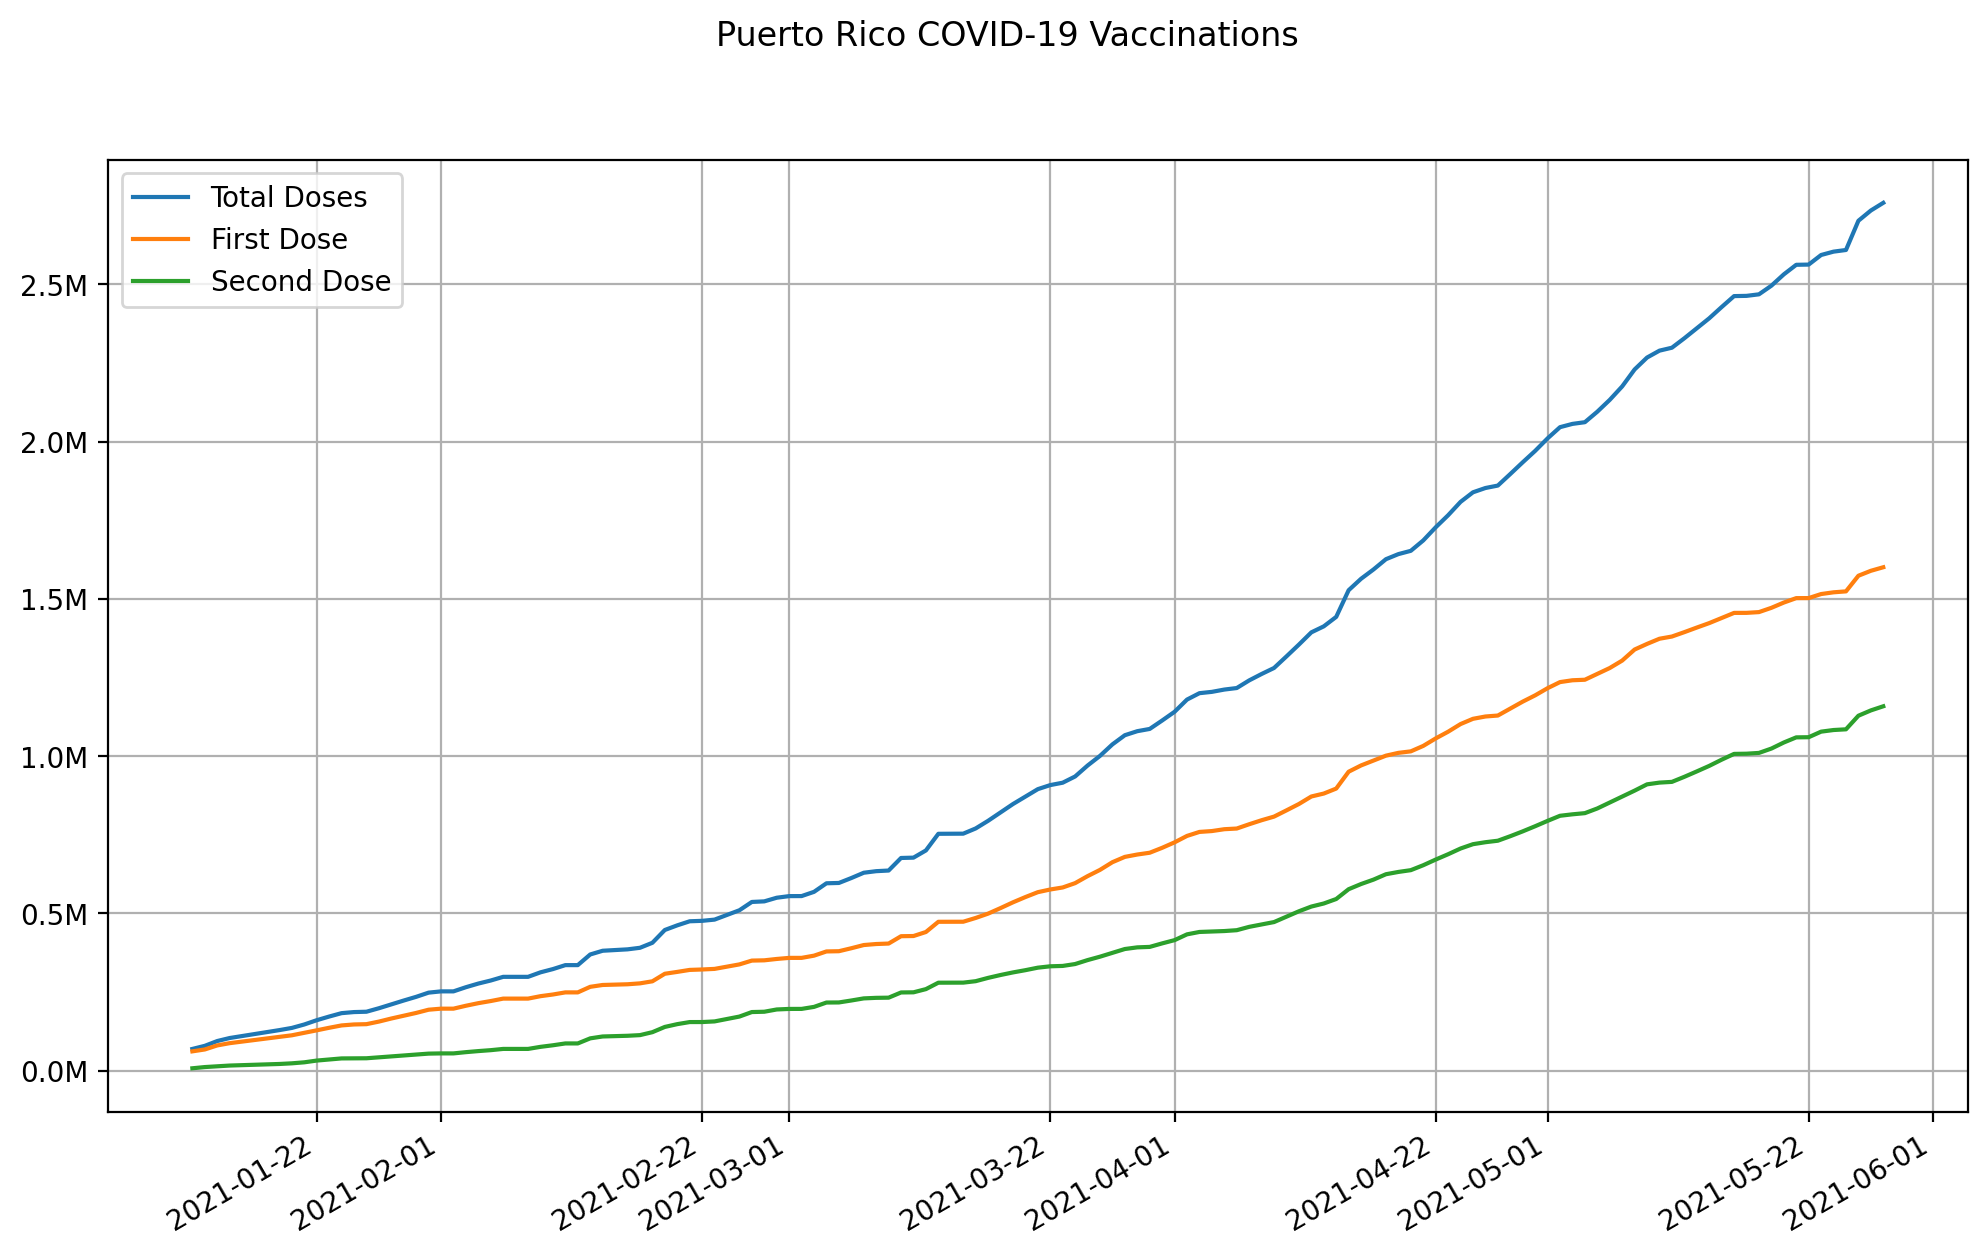 Puerto Rico COVID-19 Vaccinations
Total Doses
First Dose
Second Dose
2.5M
2.0M
1.5M
1.0M
0.5M
0.0M
2021-01-22
2021-02-01
2021-02-22
2021-03-01
2021-03-22
2021-04-01
2021-04-22
2021-05-01
2021-05-22
2021-06-01